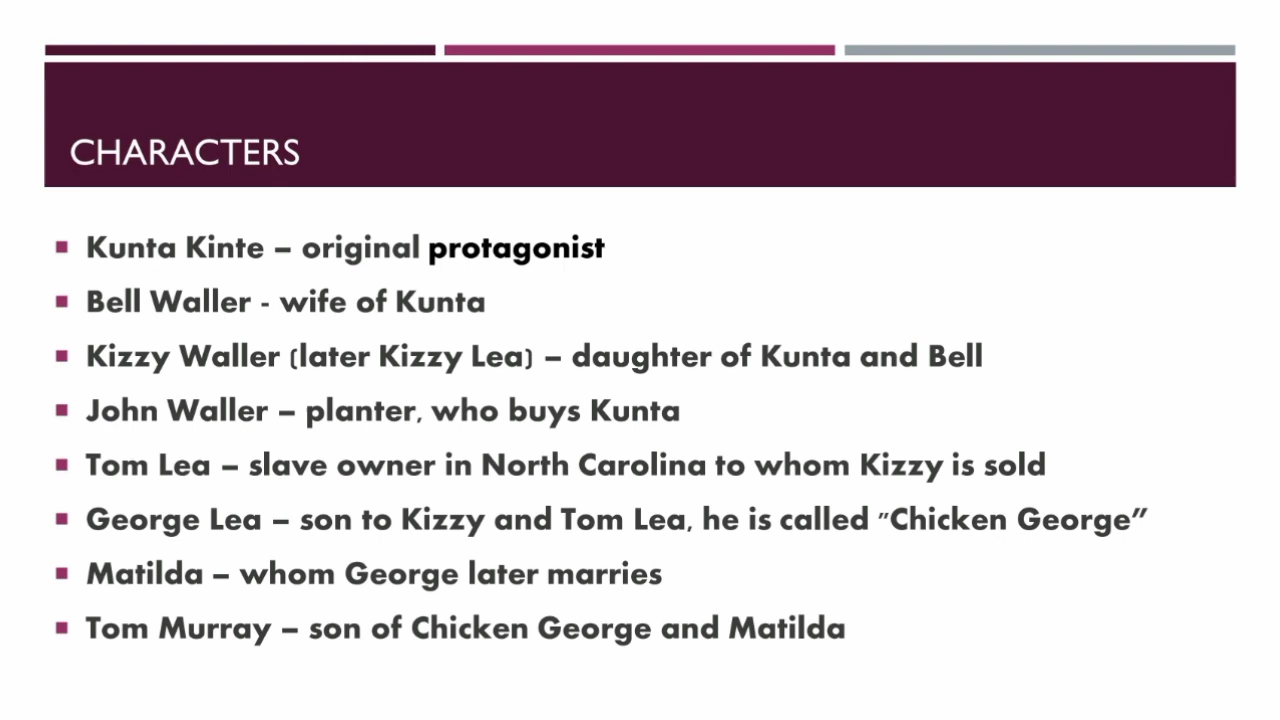 CHARACTERS
Kunta Kinte – original protagonist
Bell Waller - wife of Kunta
Kizzy Waller (later Kizzy Lea) – daughter of Kunta and Bell
John Waller – planter, who buys Kunta
Tom Lea – slave owner in North Carolina to whom Kizzy is sold
George Lea – son to Kizzy and Tom Lea, he is called ”Chicken George”
Matilda – whom George later marries
Tom Murray – son of Chicken George and Matilda